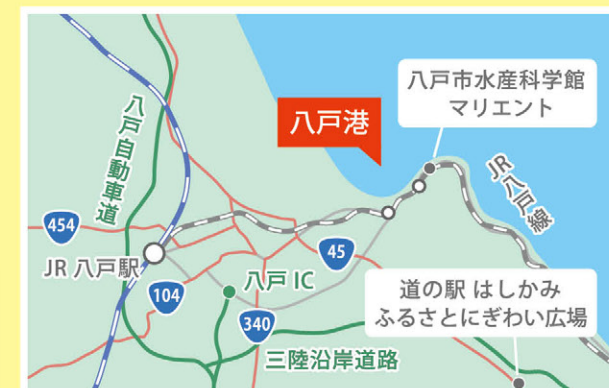 八戸市水産科学館
マリエント
八戸港
八戸自動車道
JR八戸線
454
JR 八戸駅
45
104
八戸 IC
道の駅 はしかみ
ふるさとにぎわい広場
340
三陸沿岸道路